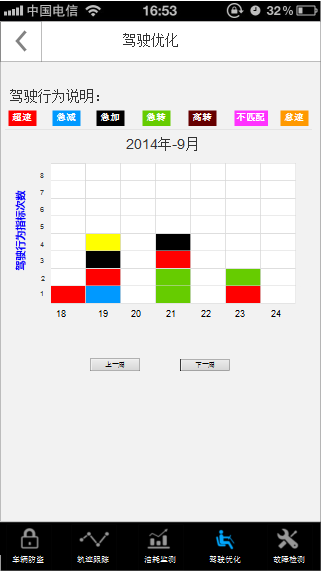 中国电信 16:53 32%
驾驶优化
驾驶行为说明：
超速 急减 急加 急转 高转 不匹配 怠速
2014年-9月
驾驶行为指标次数
8
7
6
5
4
3
2
1
18 19 20 21 22 23 24
上一周 下一周
车辆防盗 轨迹跟踪 油耗监测 驾驶优化 故障检测